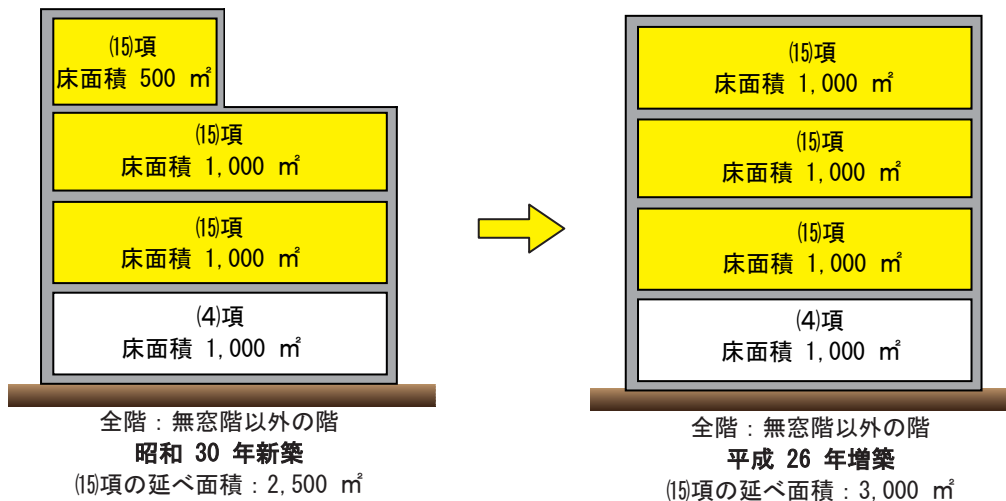 ⒂項
床面積 500 ㎡
⒂項
床面積 1,000 ㎡
⒂項
床面積 1,000 ㎡
⑷項
床面積 1,000 ㎡
全階：無窓階以外の階
昭和 30 年新築
⒂項の延べ面積：2,500 ㎡
⒂項
床面積 1,000 ㎡
⒂項
床面積 1,000 ㎡
⒂項
床面積 1,000 ㎡
⑷項
床面積 1,000 ㎡
全階：無窓階以外の階
平成 26 年増築
⒂項の延べ面積：3,000 ㎡